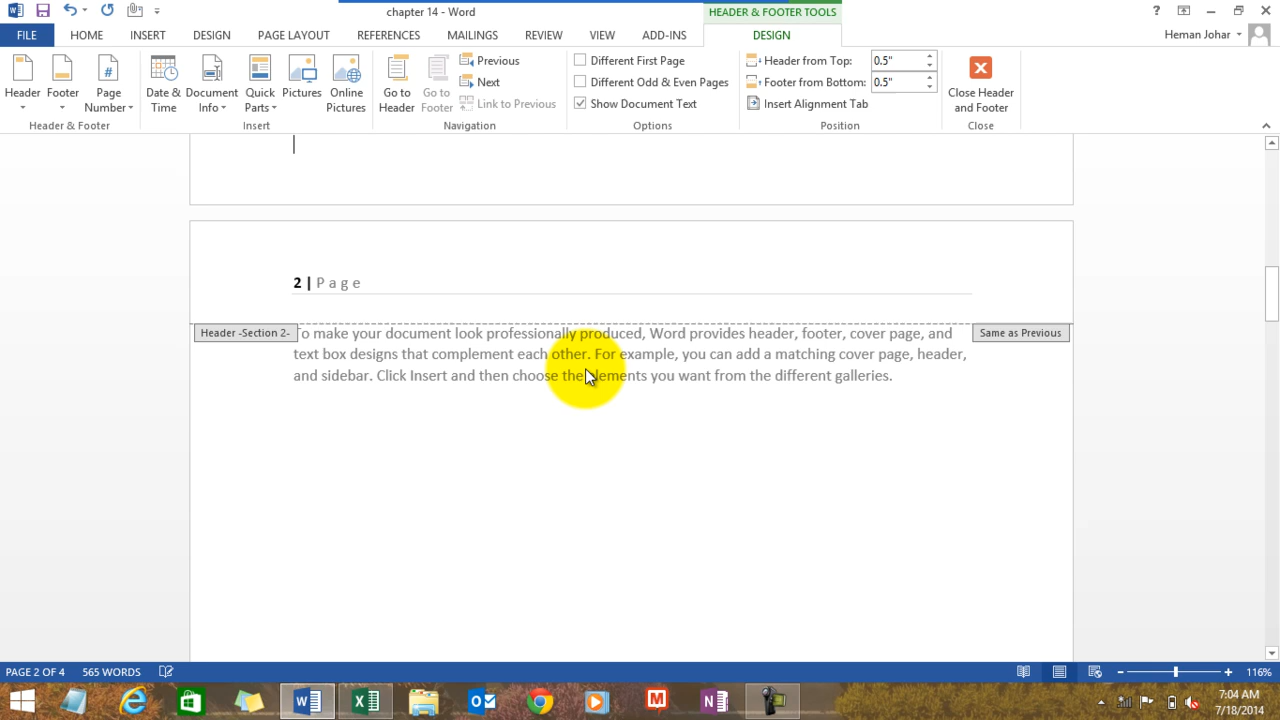 chapter 14 - Word
HEADER & FOOTER TOOLS
?
FILE
HOME
INSERT
DESIGN
PAGE LAYOUT
REFERENCES
MAILINGS
REVIEW
VIEW
ADD-INS
DESIGN
Heman Johar
Header
Footer
Page Number
Header & Footer
Date & Time
Document Info
Quick Parts
Pictures
Online Pictures
Insert
Go to Header
Go to Footer
Previous
Next
Link to Previous
Navigation
Different First Page
Different Odd & Even Pages
Show Document Text
Options
Header from Top: 0.5"
Footer from Bottom: 0.5"
Insert Alignment Tab
Position
Close Header and Footer
Close
2 | P a g e
Header -Section 2-
Same as Previous
To make your document look professionally produced, Word provides header, footer, cover page, and
text box designs that complement each other. For example, you can add a matching cover page, header,
and sidebar. Click Insert and then choose the elements you want from the different galleries.
PAGE 2 OF 4
565 WORDS
116%
7:04 AM
7/18/2014